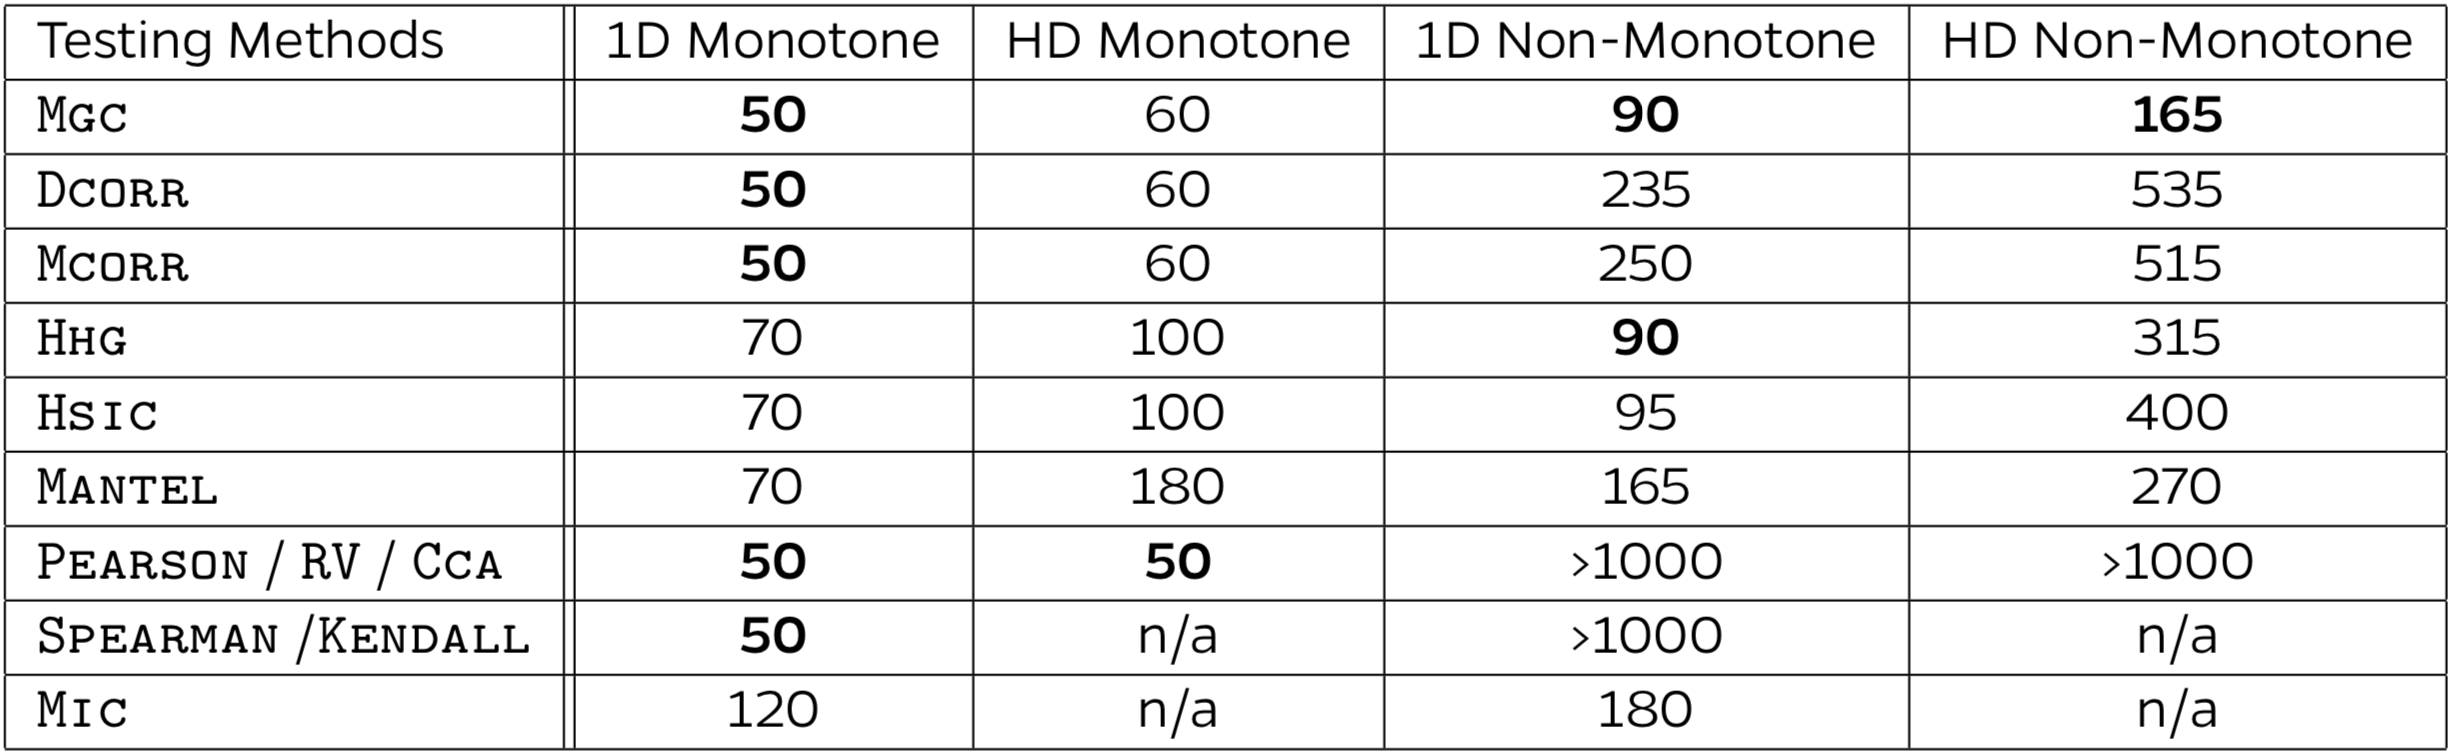 Testing Methods 1D Monotone HD Monotone 1D Non-Monotone HD Non-Monotone
MGC 50 60 90 165
DCORR 50 60 235 535
MCORR 50 60 250 515
HHG 70 100 90 315
HSIC 70 100 95 400
MANTEL 70 180 165 270
PEARSON / RV / CCA 50 50 >1000 >1000
SPEARMAN /KENDALL 50 n/a >1000 n/a
MIC 120 n/a 180 n/a